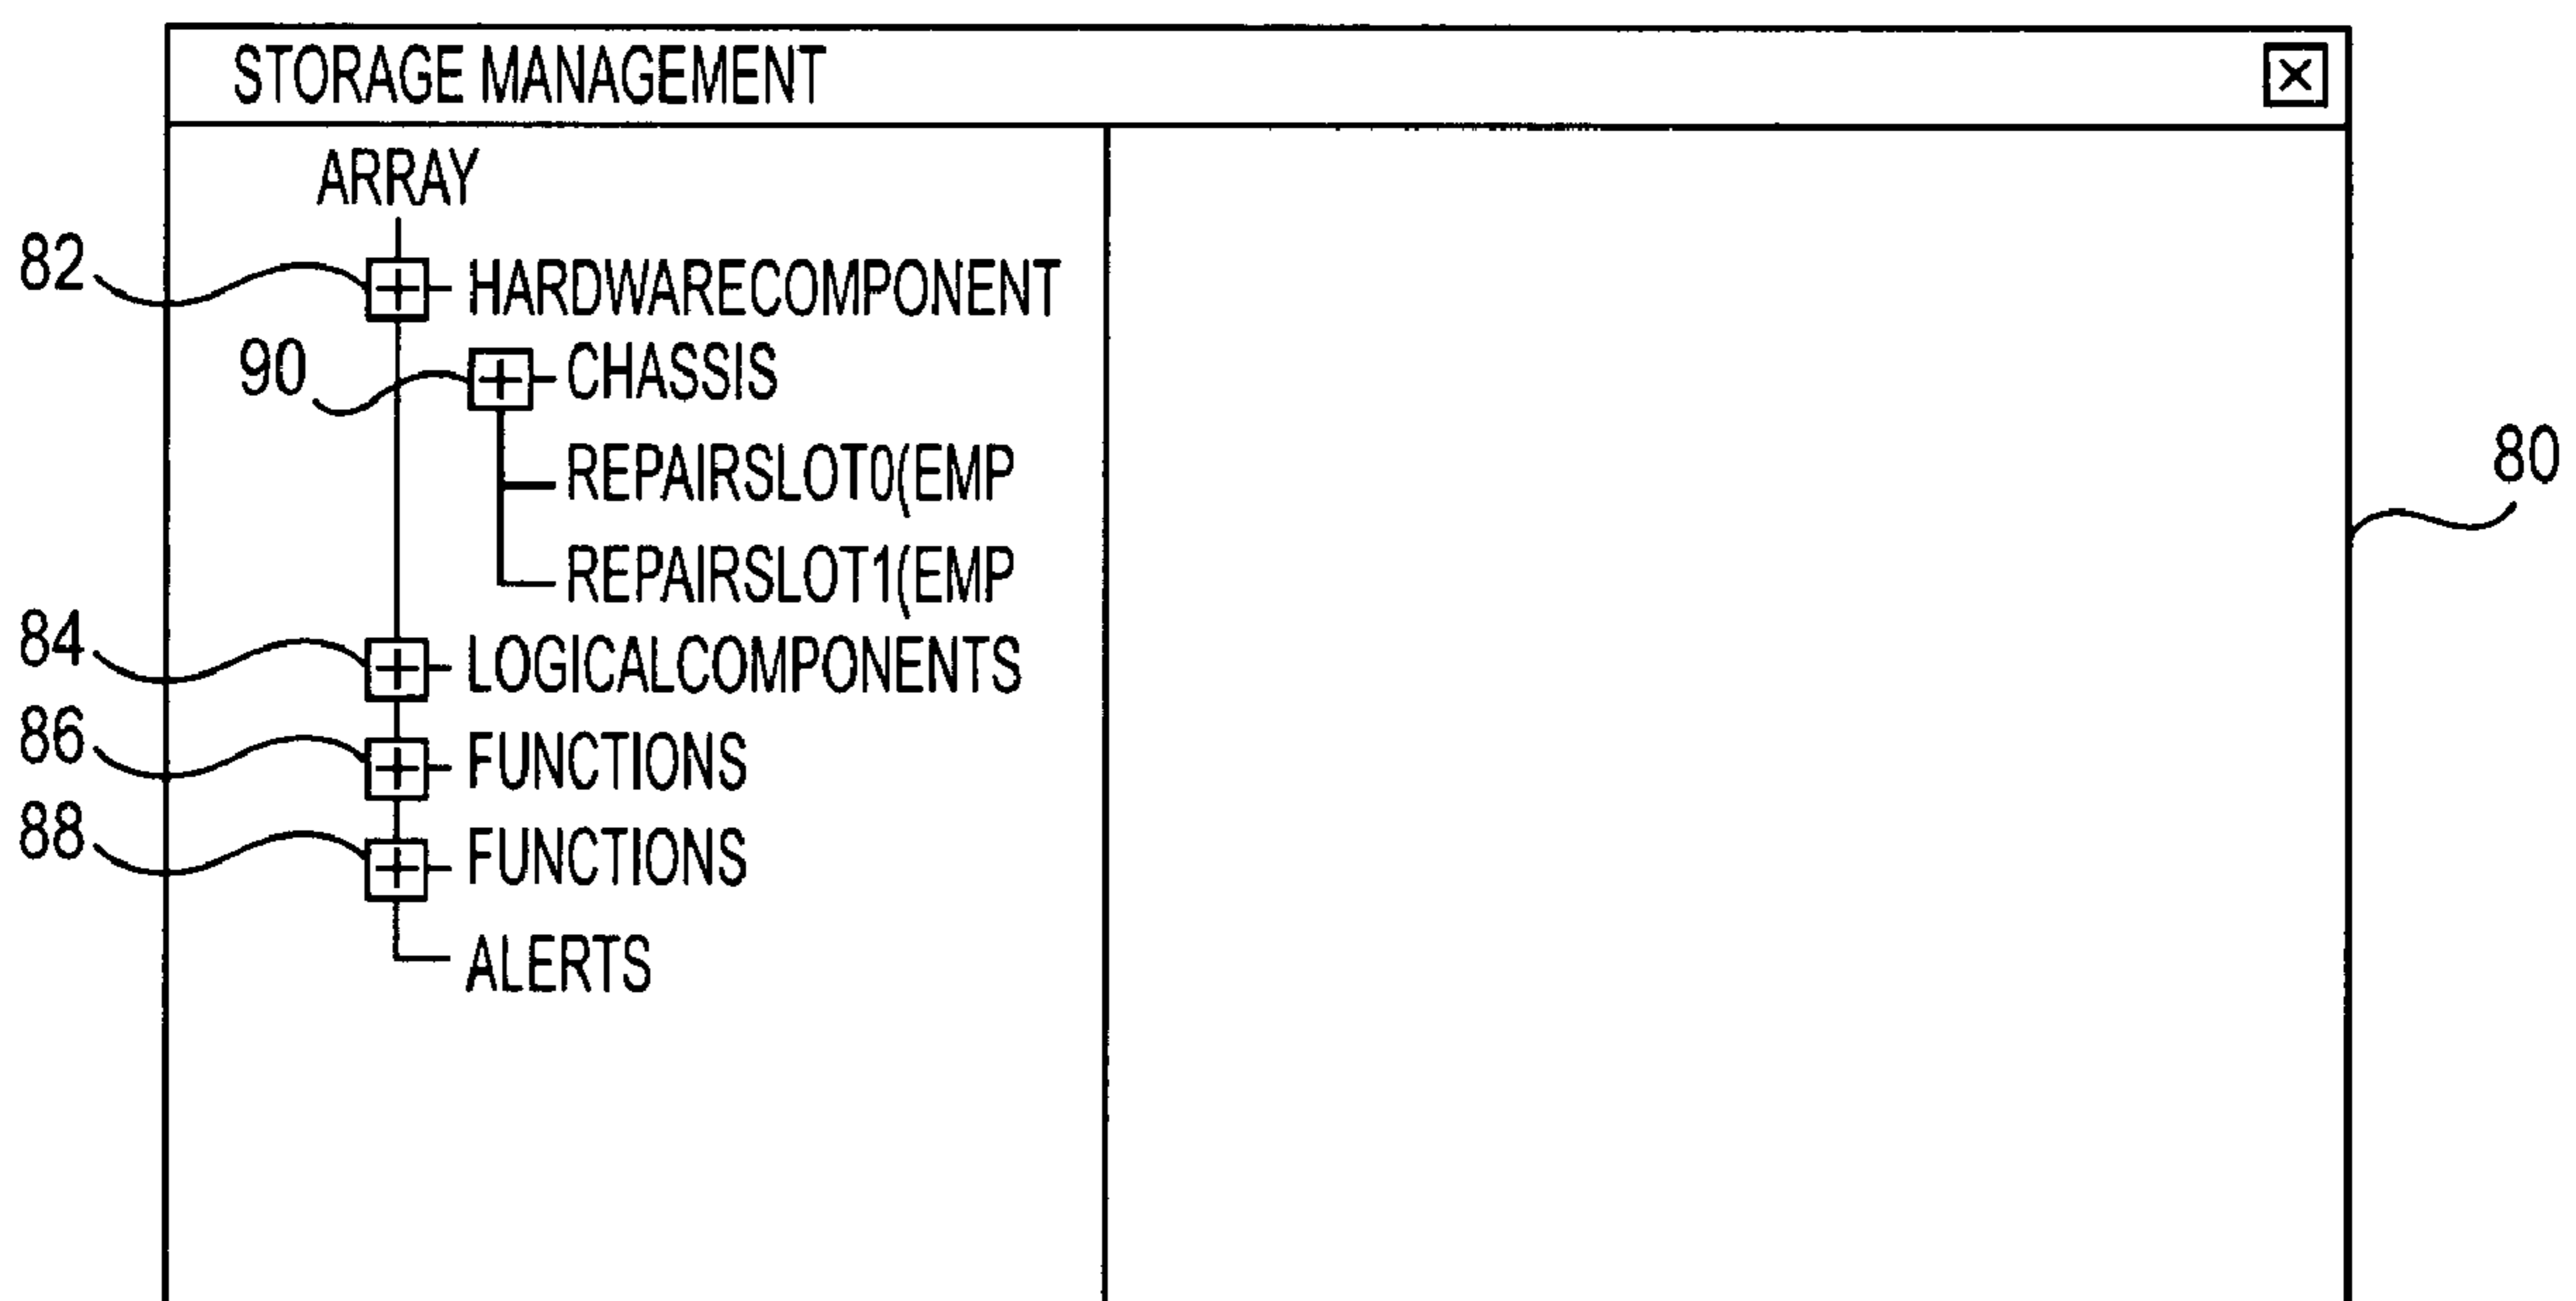 STORAGE MANAGEMENT
ARRAY
82 HARDWARECOMPONENT
90 CHASSIS
REPAIRSLOT0(EMP
80
REPAIRSLOT1(EMP
84 LOGICALCOMPONENTS
86 FUNCTIONS
88 FUNCTIONS
ALERTS